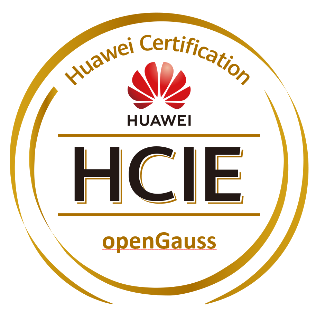 Huawei Certification
HUAWEI
HCIE
openGauss